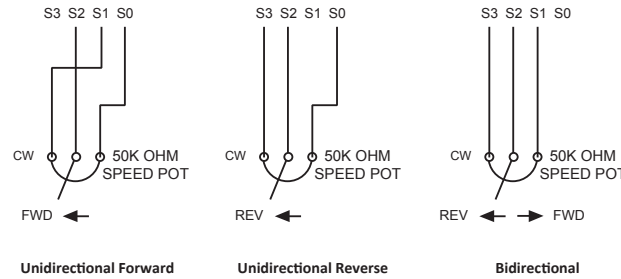 S3 S2 S1 S0
CW
50K OHM
SPEED POT
FWD
Unidirectional Forward
S3 S2 S1 S0
CW
50K OHM
SPEED POT
REV
Unidirectional Reverse
S3 S2 S1 S0
CW
50K OHM
SPEED POT
REV FWD
Bidirectional